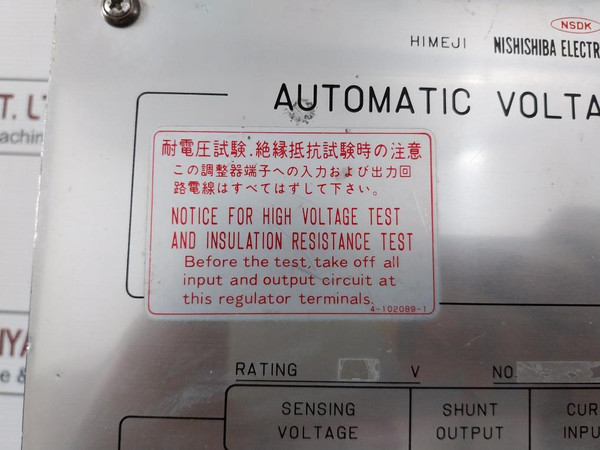 NSDK
HIMEJI NISHISHIBA ELECTR
AUTOMATIC VOLTA
T. LT
achin
耐電圧試験.絶縁抵抗試験時の注意
この調整器端子への入力および出力回
路電線はすべてはずして下さい。
NOTICE FOR HIGH VOLTAGE TEST
AND INSULATION RESISTANCE TEST
Before the test, take off all
input and output circuit at
this regulator terminals.
4-102089-1
RATING V NO.
SENSING VOLTAGE
SHUNT OUTPUT
CUR
INPU